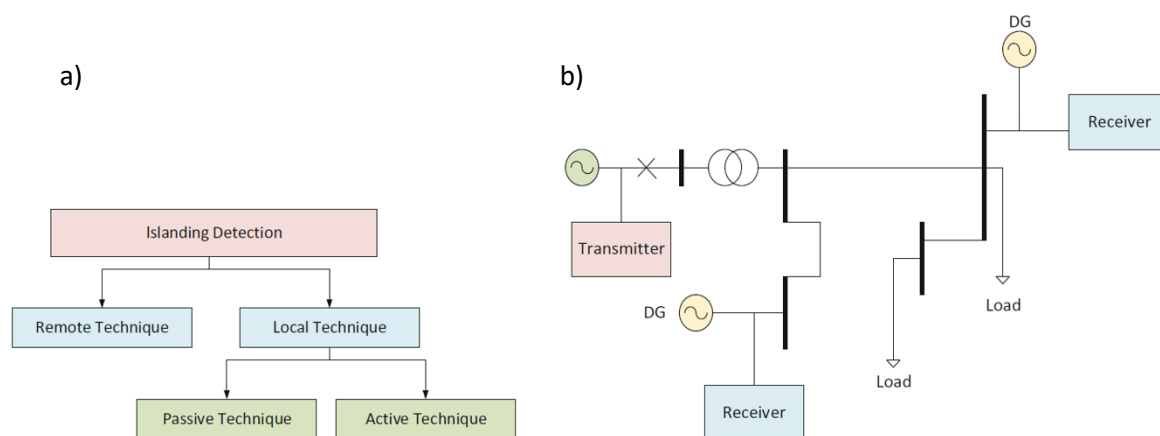 a)
Islanding Detection
Remote Technique
Local Technique
Passive Technique
Active Technique
b)
DG
Receiver
Transmitter
DG
Load
Load
Receiver